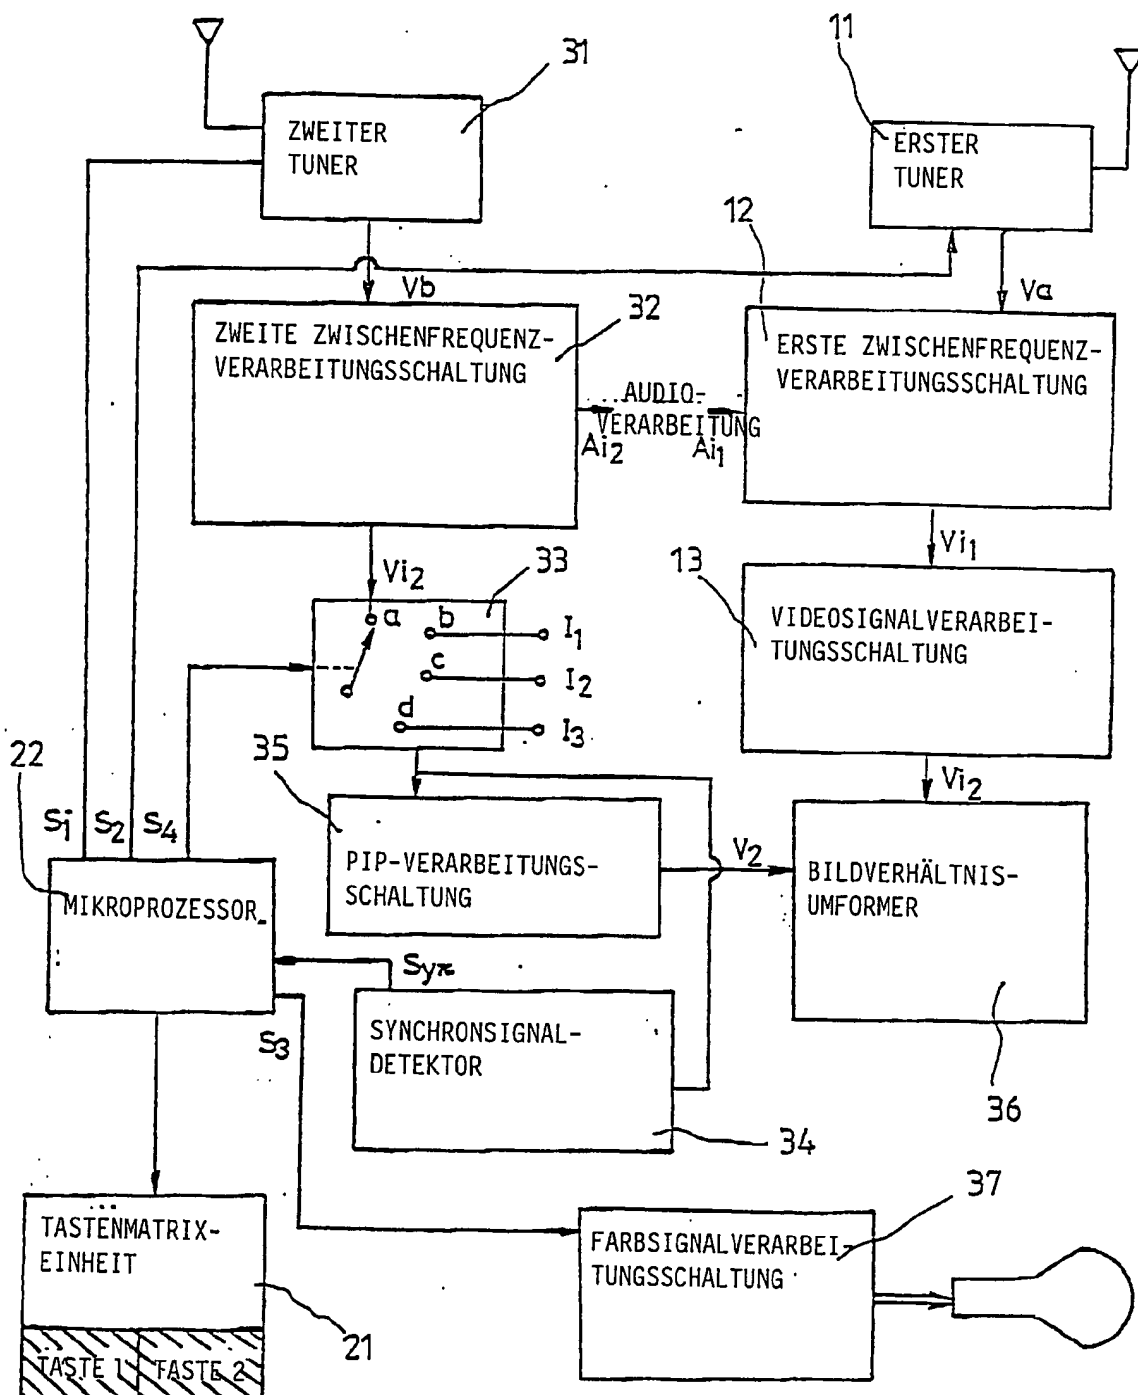 31
11
ZWEITER
TUNER
ERSTER
TUNER
12
Vb
Va
32
ZWEITE ZWISCHENFREQUENZ-
VERARBEITUNGSSCHALTUNG
ERSTE ZWISCHENFREQUENZ-
VERARBEITUNGSSCHALTUNG
AUDIO-
VERARBEITUNG
Ai2
Ai1
Vi2
33
Vi1
13
a
b
I1
c
I2
d
I3
VIDEOSIGNALVERARBEI-
TUNGSSCHALTUNG
22
35
Vi2
S1
S2
S4
PIP-VERARBEITUNGS-
SCHALTUNG
V2
BILDVERHÄLTNIS-
UMFORMER
MIKROPROZESSOR
S3
SYNCHRONSIGNAL-
DETEKTOR
36
34
37
TASTENMATRIX-
EINHEIT
FARBSIGNALVERARBEI-
TUNGSSCHALTUNG
21
TASTE 1
FASTE 2